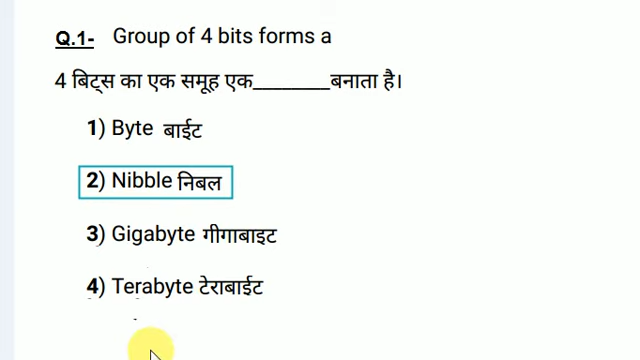 Q.1- Group of 4 bits forms a
4 बिट्स का एक समूह एक________बनाता है।
1) Byte बाईट
2) Nibble निबल
3) Gigabyte गीगाबाइट
4) Terabyte टेराबाईट